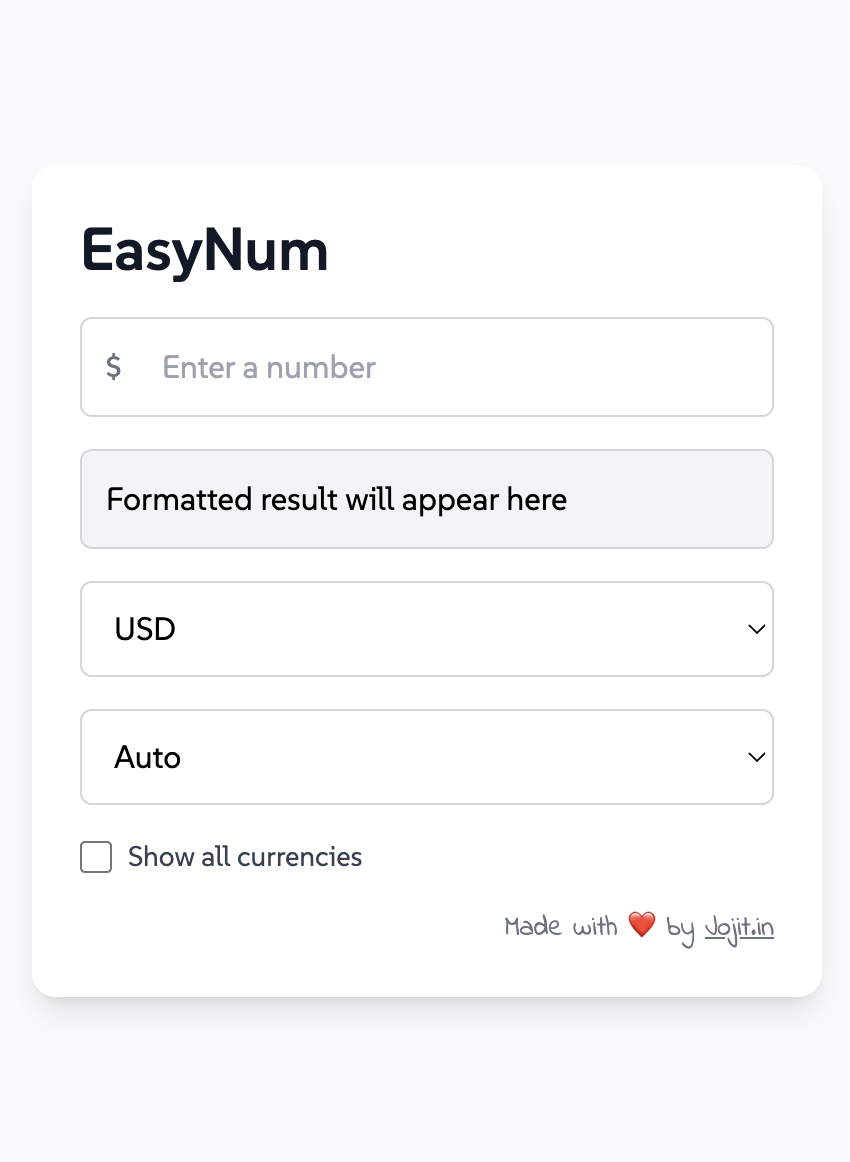 EasyNum
$ Enter a number
Formatted result will appear here
USD
Auto
Show all currencies
Made with ❤️ by Jojit.in